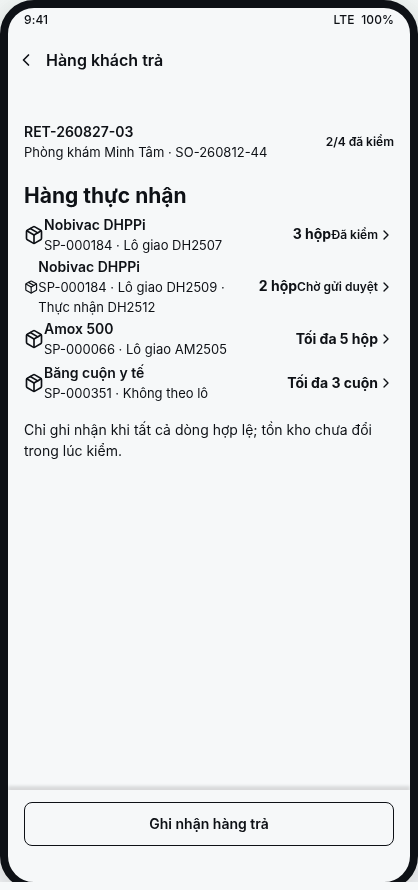 9:41 LTE 100%
Hàng khách trả
RET-260827-03
Phòng khám Minh Tâm · SO-260812-44
2/4 đã kiểm
Hàng thực nhận
Nobivac DHPPi
SP-000184 · Lô giao DH2507
3 hộp Đã kiểm
Nobivac DHPPi
SP-000184 · Lô giao DH2509 ·
Thực nhận DH2512
2 hộp Chờ gửi duyệt
Amox 500
SP-000066 · Lô giao AM2505
Tối đa 5 hộp
Băng cuộn y tế
SP-000351 · Không theo lô
Tối đa 3 cuộn
Chỉ ghi nhận khi tất cả dòng hợp lệ; tồn kho chưa đổi
trong lúc kiểm.
Ghi nhận hàng trả